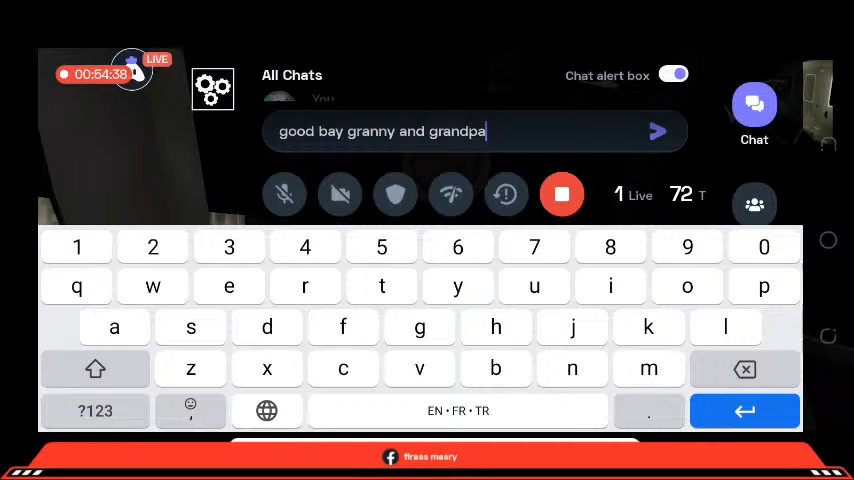 LIVE
00:54:38
All Chats
Chat alert box
You
good bay granny and grandpa
Chat
1 Live 72 T
1 2 3 4 5 6 7 8 9 0
q w e r t y u i o p
a s d f g h j k l
z x c v b n m
?123 , EN • FR • TR .
firass masry